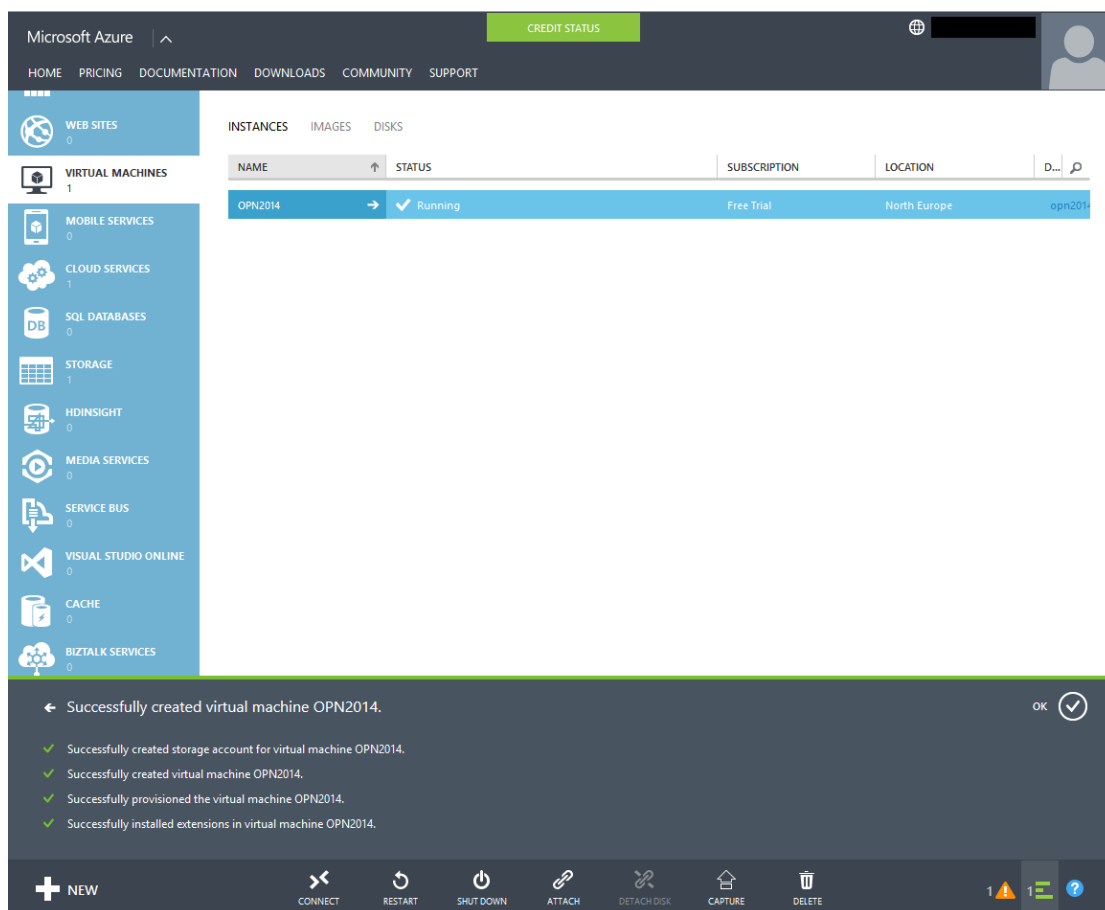 CREDIT STATUS
Microsoft Azure
HOME PRICING DOCUMENTATION DOWNLOADS COMMUNITY SUPPORT
WEB SITES
0
VIRTUAL MACHINES
1
MOBILE SERVICES
0
CLOUD SERVICES
1
SQL DATABASES
0
DB
STORAGE
1
HDINSIGHT
0
MEDIA SERVICES
0
SERVICE BUS
0
VISUAL STUDIO ONLINE
0
CACHE
0
BIZTALK SERVICES
0
INSTANCES IMAGES DISKS
NAME STATUS SUBSCRIPTION LOCATION D...
OPN2014 Running Free Trial North Europe opn201
Successfully created virtual machine OPN2014.
OK
Successfully created storage account for virtual machine OPN2014.
Successfully created virtual machine OPN2014.
Successfully provisioned the virtual machine OPN2014.
Successfully installed extensions in virtual machine OPN2014.
NEW CONNECT RESTART SHUT DOWN ATTACH DETACH DISK CAPTURE DELETE 1 1 ?